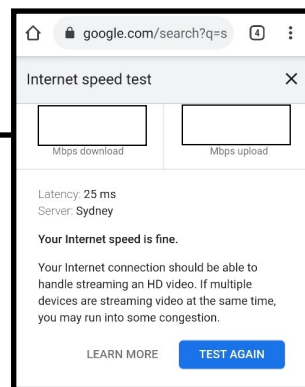 google.com/search?q=s
4
Internet speed test
Mbps download
Mbps upload
Latency: 25 ms
Server: Sydney
Your Internet speed is fine.
Your Internet connection should be able to
handle streaming an HD video. If multiple
devices are streaming video at the same time,
you may run into some congestion.
LEARN MORE
TEST AGAIN